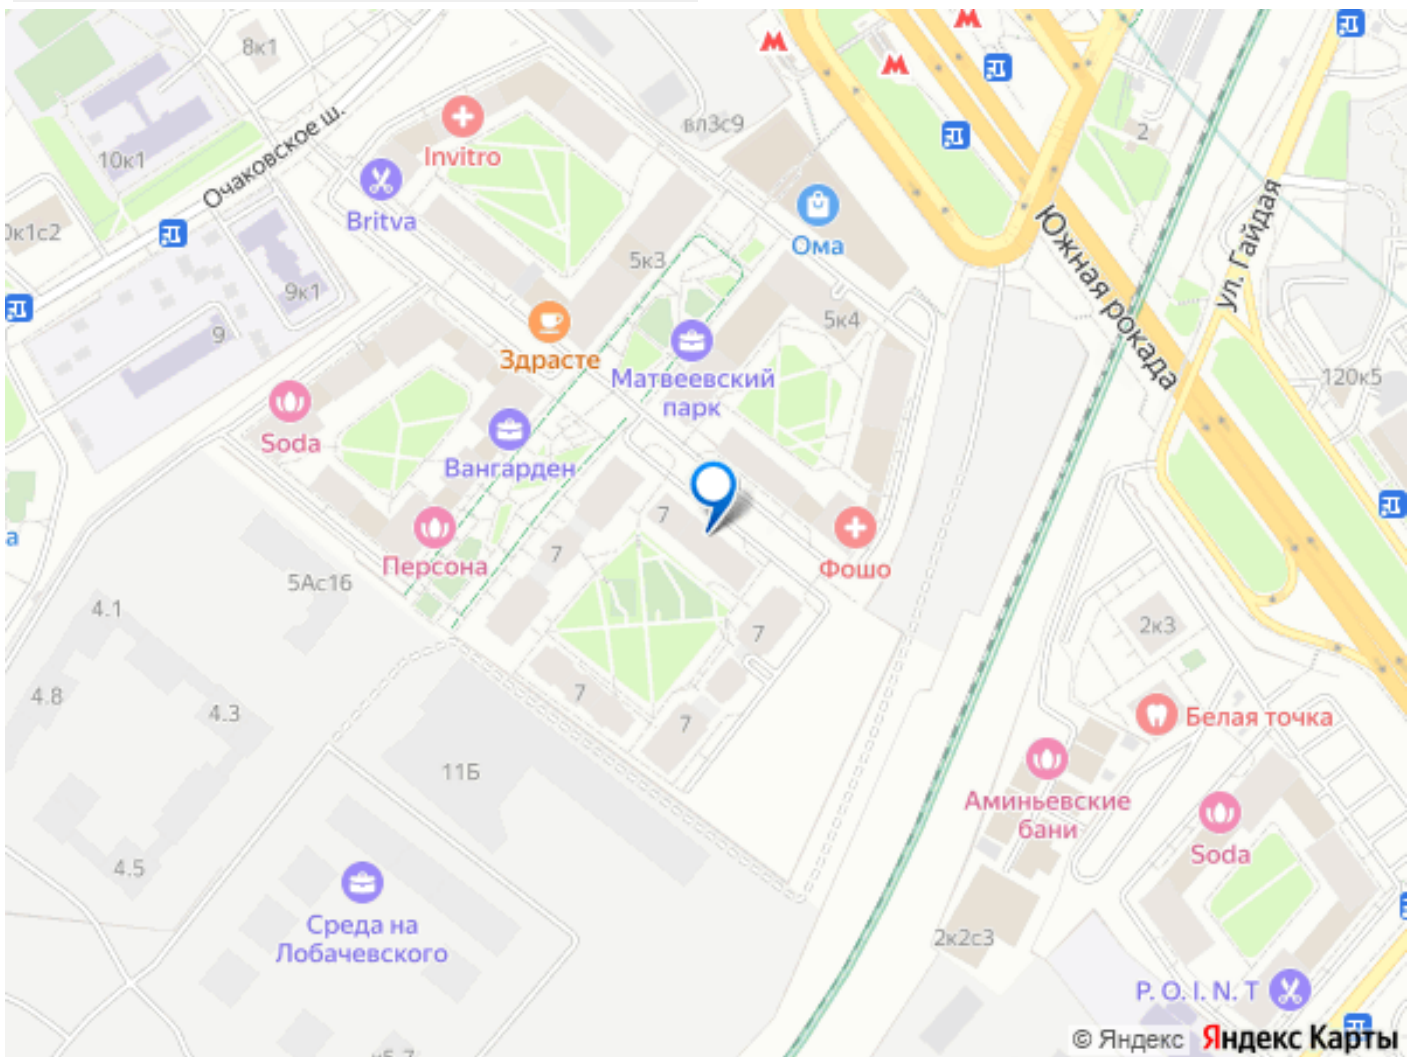 8к1
10к1
Очаковское ш.
Invitro
Britva
вл3с9
Ома
2
ул. Гайдая
Южная рокада
0к1с2
9к1
9
5к3
5к4
120к5
Здрасте
Матвеевский
парк
Soda
Вангарден
7
7
Персона
Фошо
5Ас16
4.1
4.8
4.3
7
7
7
2к3
Белая точка
11Б
Аминьевские
бани
Soda
4.5
Среда на
Лобачевского
2к2с3
P. O. I. N. T
© Яндекс
Яндекс Карты